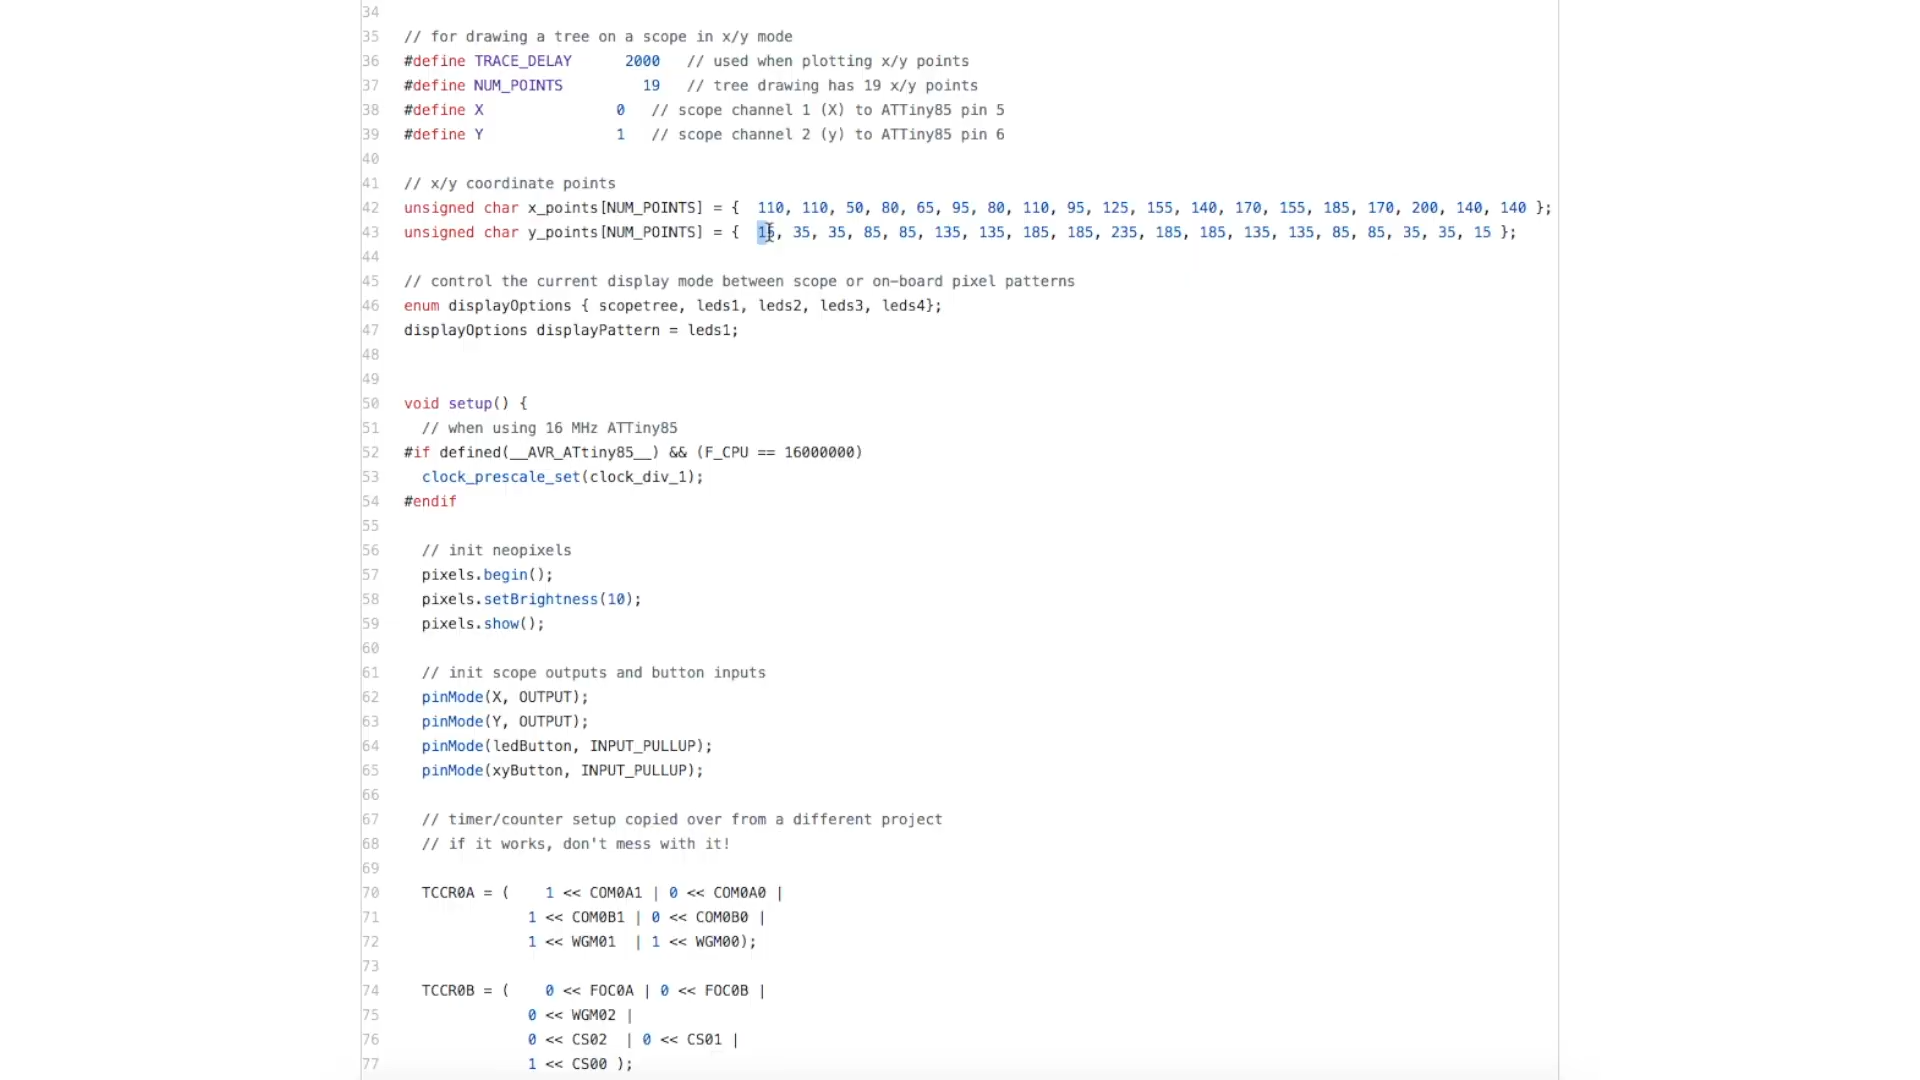 34
35 // for drawing a tree on a scope in x/y mode
36 #define TRACE_DELAY 2000 // used when plotting x/y points
37 #define NUM_POINTS 19 // tree drawing has 19 x/y points
38 #define X 0 // scope channel 1 (X) to ATTiny85 pin 5
39 #define Y 1 // scope channel 2 (y) to ATTiny85 pin 6
40
41 // x/y coordinate points
42 unsigned char x_points[NUM_POINTS] = { 110, 110, 50, 80, 65, 95, 80, 110, 95, 125, 155, 140, 170, 155, 185, 170, 200, 140, 140 };
43 unsigned char y_points[NUM_POINTS] = { 15, 35, 35, 85, 85, 135, 135, 185, 185, 235, 185, 185, 135, 135, 85, 85, 35, 35, 15 };
44
45 // control the current display mode between scope or on-board pixel patterns
46 enum displayOptions { scopetree, leds1, leds2, leds3, leds4};
47 displayOptions displayPattern = leds1;
48
49
50 void setup() {
51 // when using 16 MHz ATTiny85
52 #if defined(__AVR_ATtiny85__) && (F_CPU == 16000000)
53 clock_prescale_set(clock_div_1);
54 #endif
55
56 // init neopixels
57 pixels.begin();
58 pixels.setBrightness(10);
59 pixels.show();
60
61 // init scope outputs and button inputs
62 pinMode(X, OUTPUT);
63 pinMode(Y, OUTPUT);
64 pinMode(ledButton, INPUT_PULLUP);
65 pinMode(xyButton, INPUT_PULLUP);
66
67 // timer/counter setup copied over from a different project
68 // if it works, don't mess with it!
69
70 TCCR0A = ( 1 << COM0A1 | 0 << COM0A0 |
71 1 << COM0B1 | 0 << COM0B0 |
72 1 << WGM01 | 1 << WGM00);
73
74 TCCR0B = ( 0 << FOC0A | 0 << FOC0B |
75 0 << WGM02 |
76 0 << CS02 | 0 << CS01 |
77 1 << CS00 );